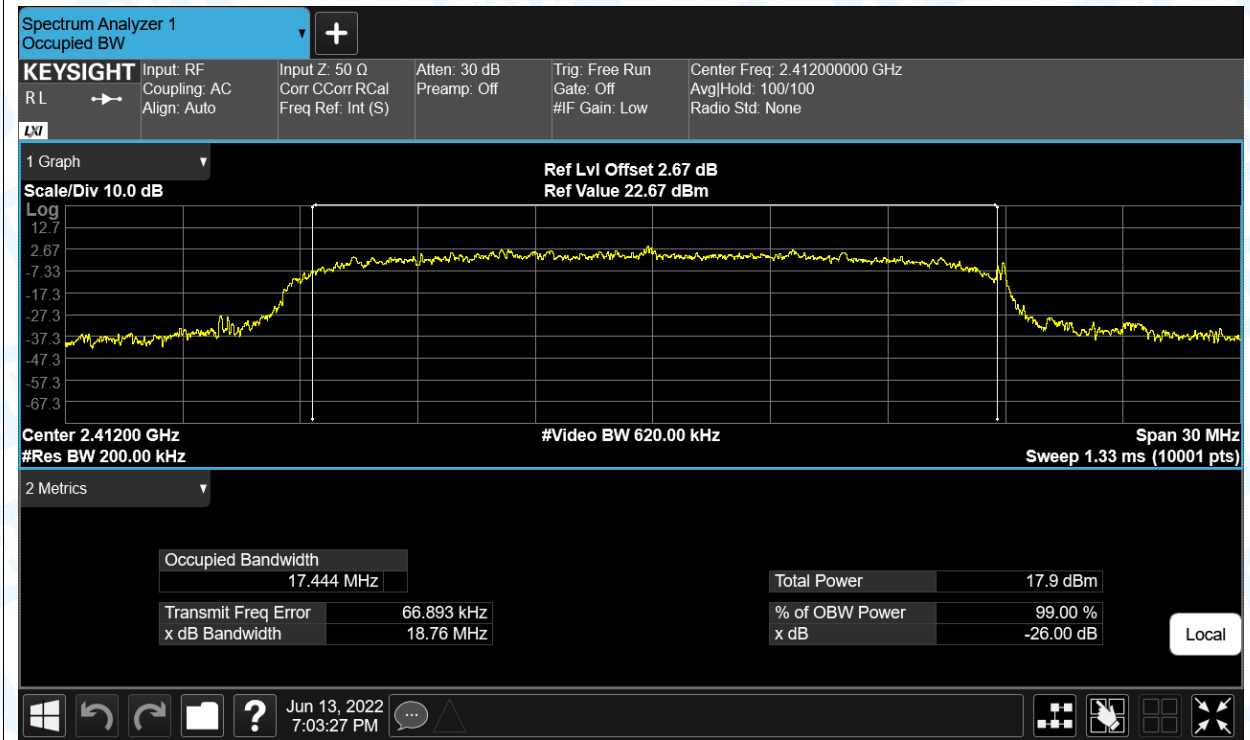 Spectrum Analyzer 1
Occupied BW
KEYSIGHT
R L
LXI
Input: RF
Coupling: AC
Align: Auto
Input Z: 50 Ω
Corr CCorr RCal
Freq Ref: Int (S)
Atten: 30 dB
Preamp: Off
Trig: Free Run
Gate: Off
#IF Gain: Low
Center Freq: 2.412000000 GHz
Avg|Hold: 100/100
Radio Std: None
1 Graph
Ref Lvl Offset 2.67 dB
Scale/Div 10.0 dB
Ref Value 22.67 dBm
Log
12.7
2.67
-7.33
-17.3
-27.3
-37.3
-47.3
-57.3
-67.3
Center 2.41200 GHz
#Video BW 620.00 kHz
Span 30 MHz
#Res BW 200.00 kHz
Sweep 1.33 ms (10001 pts)
2 Metrics
Occupied Bandwidth
17.444 MHz
Total Power 17.9 dBm
Transmit Freq Error 66.893 kHz
% of OBW Power 99.00 %
x dB Bandwidth 18.76 MHz
x dB -26.00 dB
Local
?
Jun 13, 2022
7:03:27 PM